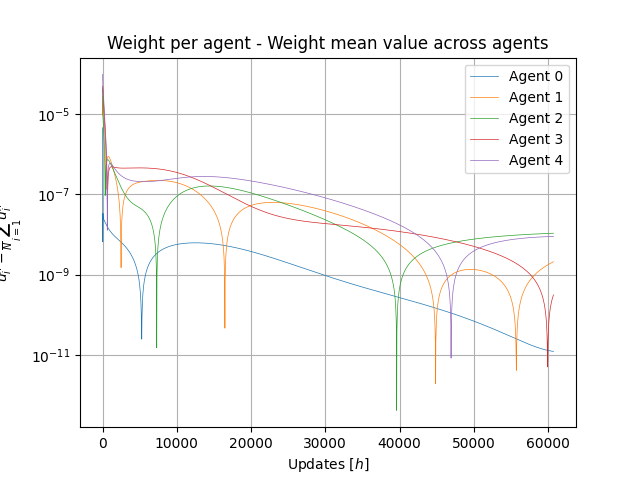 Weight per agent - Weight mean value across agents
Agent 0
Agent 1
Agent 2
Agent 3
Agent 4
10⁻⁵
10⁻⁷
10⁻⁹
10⁻¹¹
0 10000 20000 30000 40000 50000 60000
Updates [h]